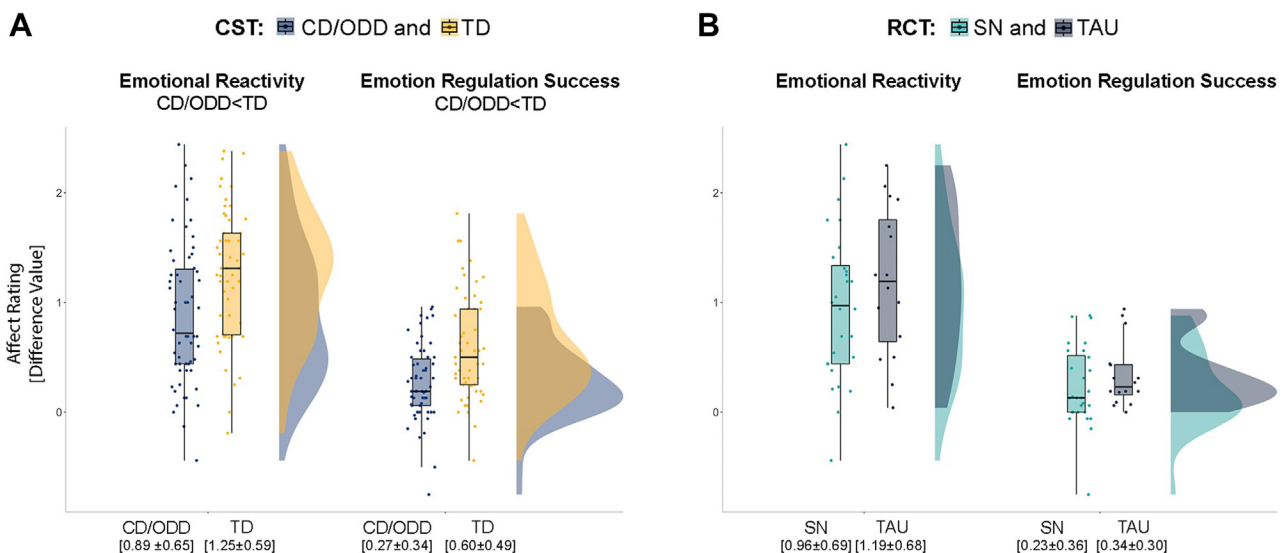 A
CST: CD/ODD and TD
Emotional Reactivity
CD/ODD<TD
Emotion Regulation Success
CD/ODD<TD
Affect Rating
[Difference Value]
2
1
0
CD/ODD
[0.89 ±0.65]
TD
[1.25±0.59]
CD/ODD
[0.27±0.34]
TD
[0.60±0.49]
B
RCT: SN and TAU
Emotional Reactivity
Emotion Regulation Success
2
1
0
SN
[0.96±0.69]
TAU
[1.19±0.68]
SN
[0.23±0.36]
TAU
[0.34±0.30]